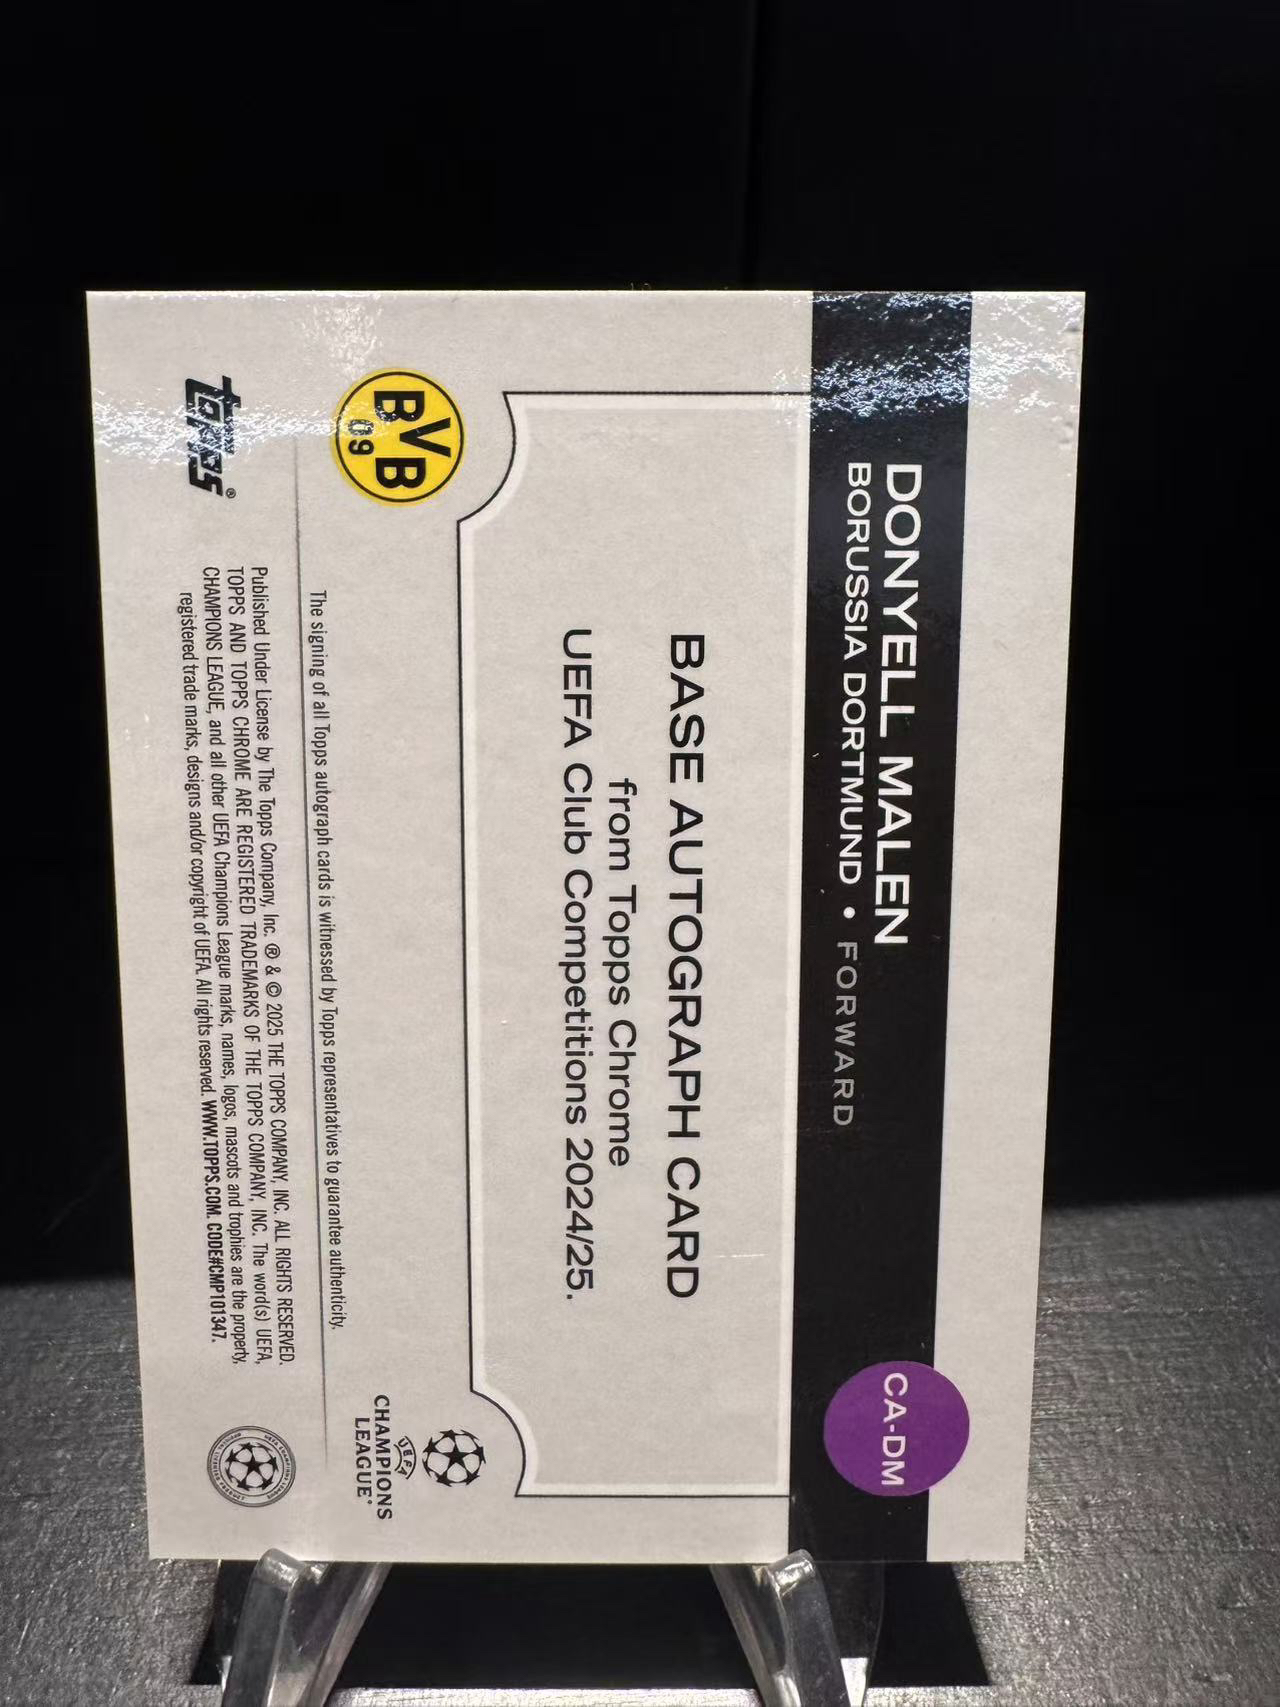 DONYELL MALEN
BORUSSIA DORTMUND • FORWARD
CA-DM
BASE AUTOGRAPH CARD
from Topps Chrome
UEFA Club Competitions 2024/25.
BVB
09
UEFA
CHAMPIONS
LEAGUE®
The signing of all Topps autograph cards is witnessed by Topps representatives to guarantee authenticity.
topps®
Published Under License by The Topps Company, Inc. ® & © 2025 THE TOPPS COMPANY, INC. ALL RIGHTS RESERVED.
TOPPS AND TOPPS CHROME ARE REGISTERED TRADEMARKS OF THE TOPPS COMPANY, INC. The word(s) UEFA,
CHAMPIONS LEAGUE, and all other UEFA Champions League marks, names, logos, mascots and trophies are the property,
registered trade marks, designs and/or copyright of UEFA. All rights reserved. WWW.TOPPS.COM. CODE#CMP101347.